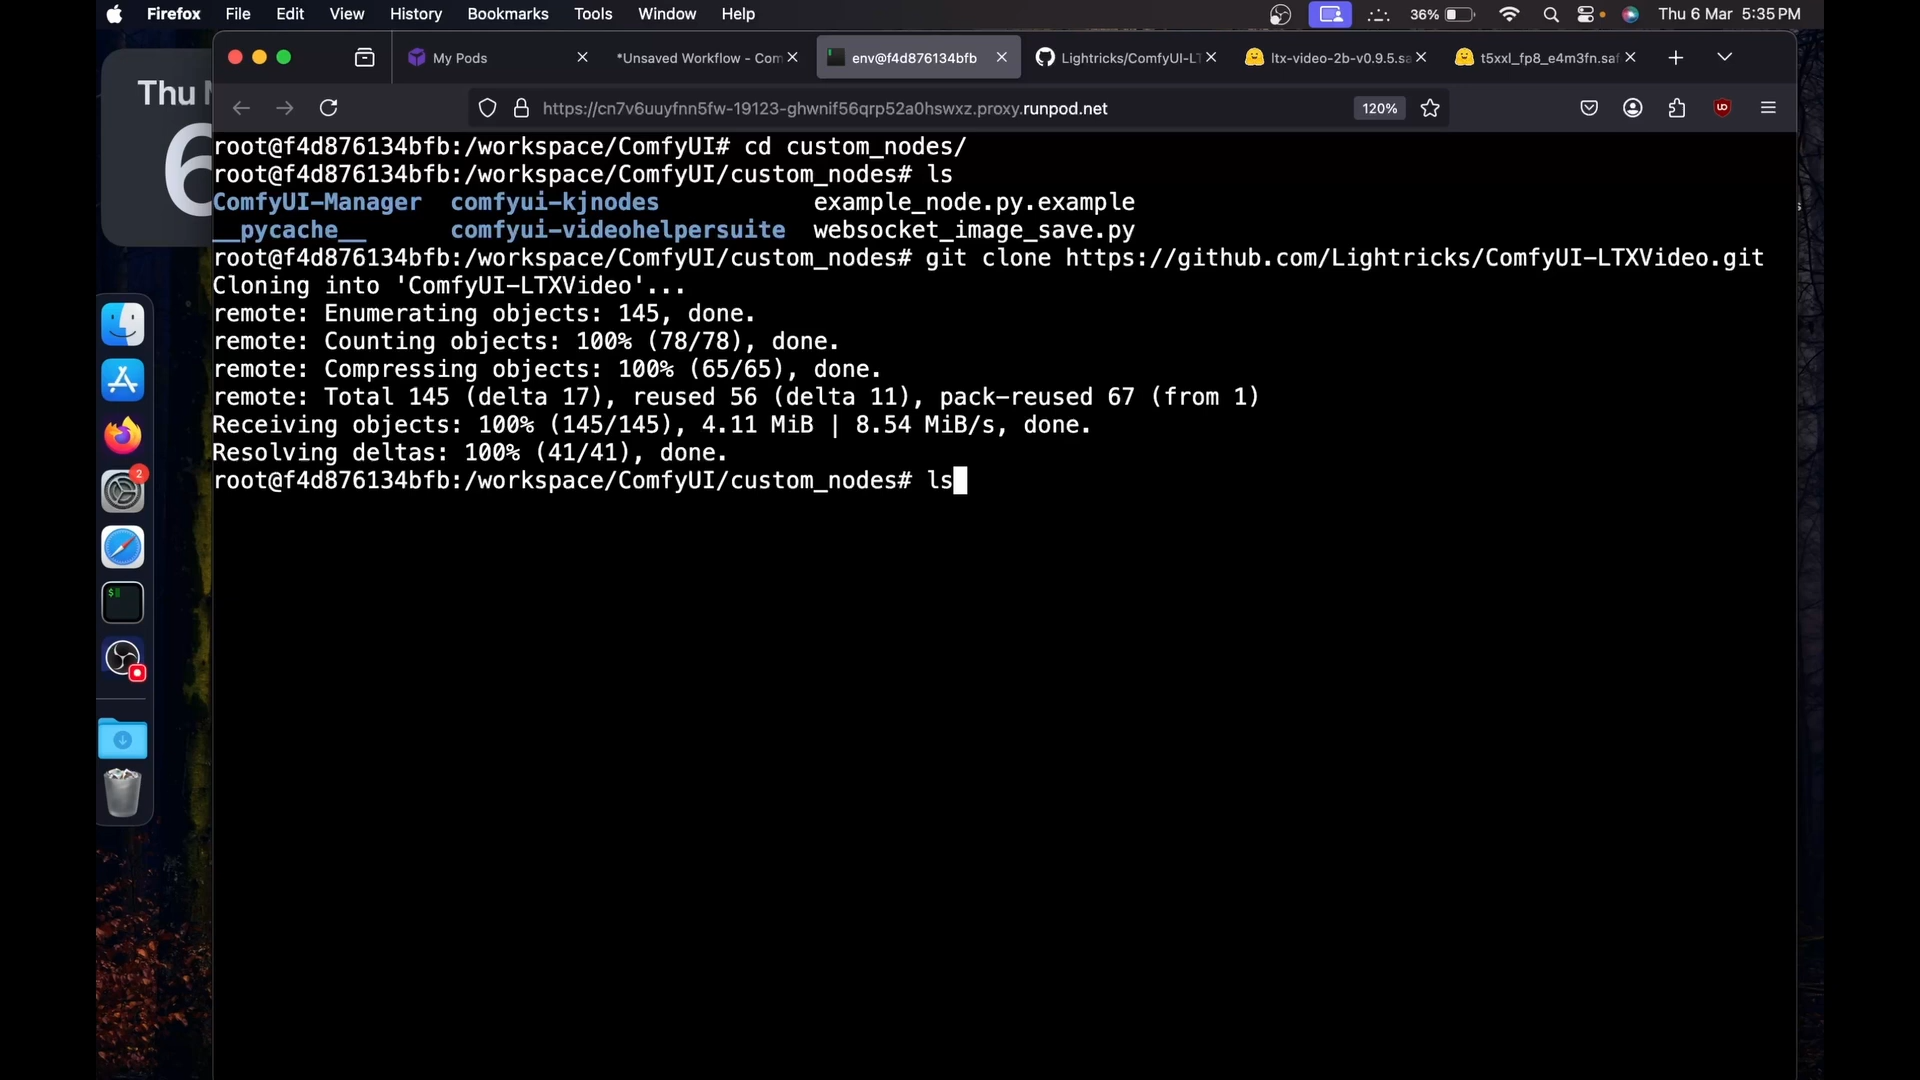 Firefox File Edit View History Bookmarks Tools Window Help 36% Thu 6 Mar 5:35 PM
My Pods *Unsaved Workflow - Com env@f4d876134bfb Lightricks/ComfyUI-LT ltx-video-2b-v0.9.5.sa t5xxl_fp8_e4m3fn.saf
https://cn7v6uuyfnn5fw-19123-ghwnif56qrp52a0hswxz.proxy.runpod.net 120%
Thu
6
2
root@f4d876134bfb:/workspace/ComfyUI# cd custom_nodes/
root@f4d876134bfb:/workspace/ComfyUI/custom_nodes# ls
ComfyUI-Manager comfyui-kjnodes example_node.py.example
__pycache__ comfyui-videohelpersuite websocket_image_save.py
root@f4d876134bfb:/workspace/ComfyUI/custom_nodes# git clone https://github.com/Lightricks/ComfyUI-LTXVideo.git
Cloning into 'ComfyUI-LTXVideo'...
remote: Enumerating objects: 145, done.
remote: Counting objects: 100% (78/78), done.
remote: Compressing objects: 100% (65/65), done.
remote: Total 145 (delta 17), reused 56 (delta 11), pack-reused 67 (from 1)
Receiving objects: 100% (145/145), 4.11 MiB | 8.54 MiB/s, done.
Resolving deltas: 100% (41/41), done.
root@f4d876134bfb:/workspace/ComfyUI/custom_nodes# ls